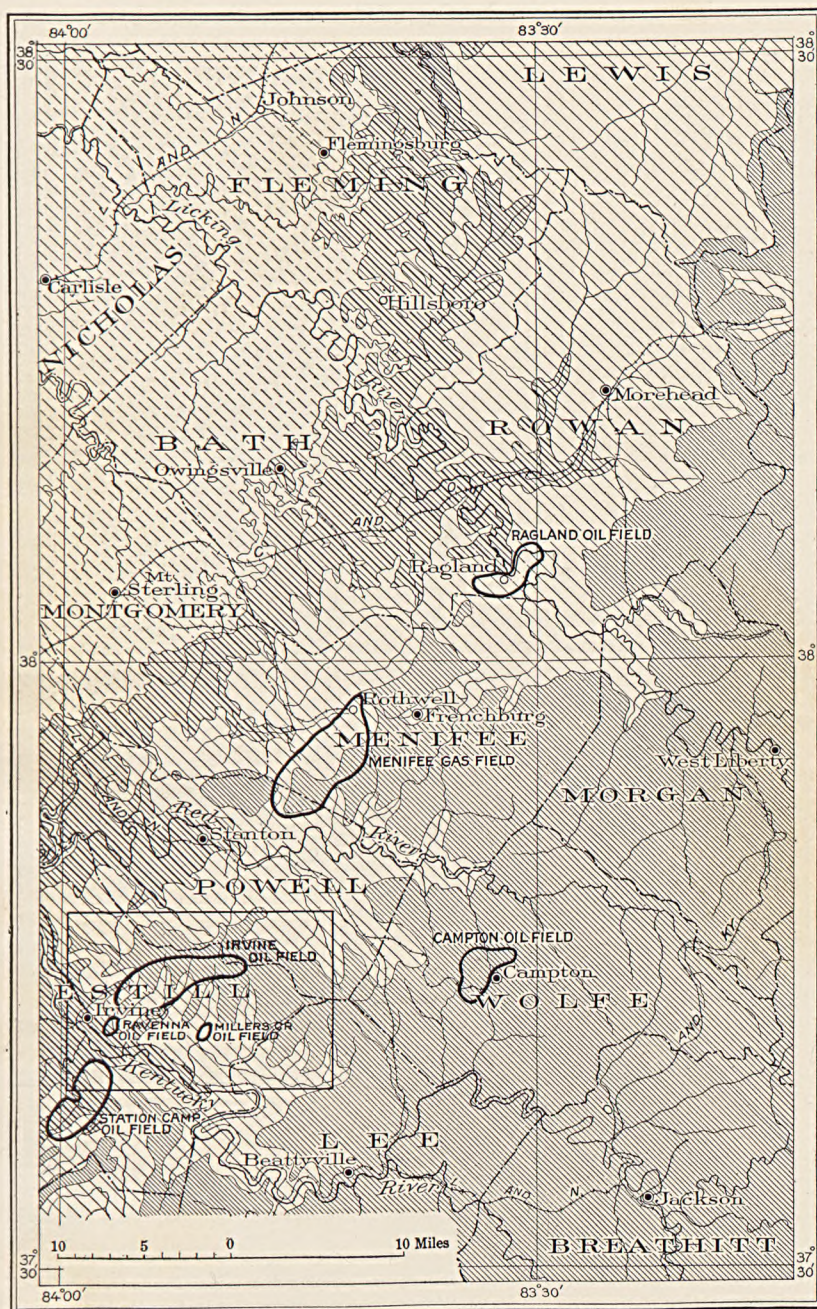 84°00'
83°30'
38°
30'
38°
30'
LEWIS
Johnson
AND
N
Flemingsburg
FLEMING
L
Licking
Carlisle
NICHOLAS
Hillsboro
River
Morehead
ROWAN
BATH
Owingsville
AND
O
C
RAGLAND OIL FIELD
Ragland
Mt.
Sterling
MONTGOMERY
38°
38°
Rothwell
Frenchburg
MENIFEE
MENIFEE GAS FIELD
West Liberty
MORGAN
AND N
Red
Stanton
River
POWELL
KY
IRVINE
OIL FIELD
CAMPTON OIL FIELD
Campton
ESTILL
WOLFE
Irvine
RAVENNA
OIL FIELD
MILLERS CR
OIL FIELD
AND
Kentucky
STATION CAMP
OIL FIELD
LEE
Beattyville
River
L
AND
N.
Jackson
BREATHITT
10 5 0 10 Miles
37°
30'
37°
30'
84°00'
83°30'